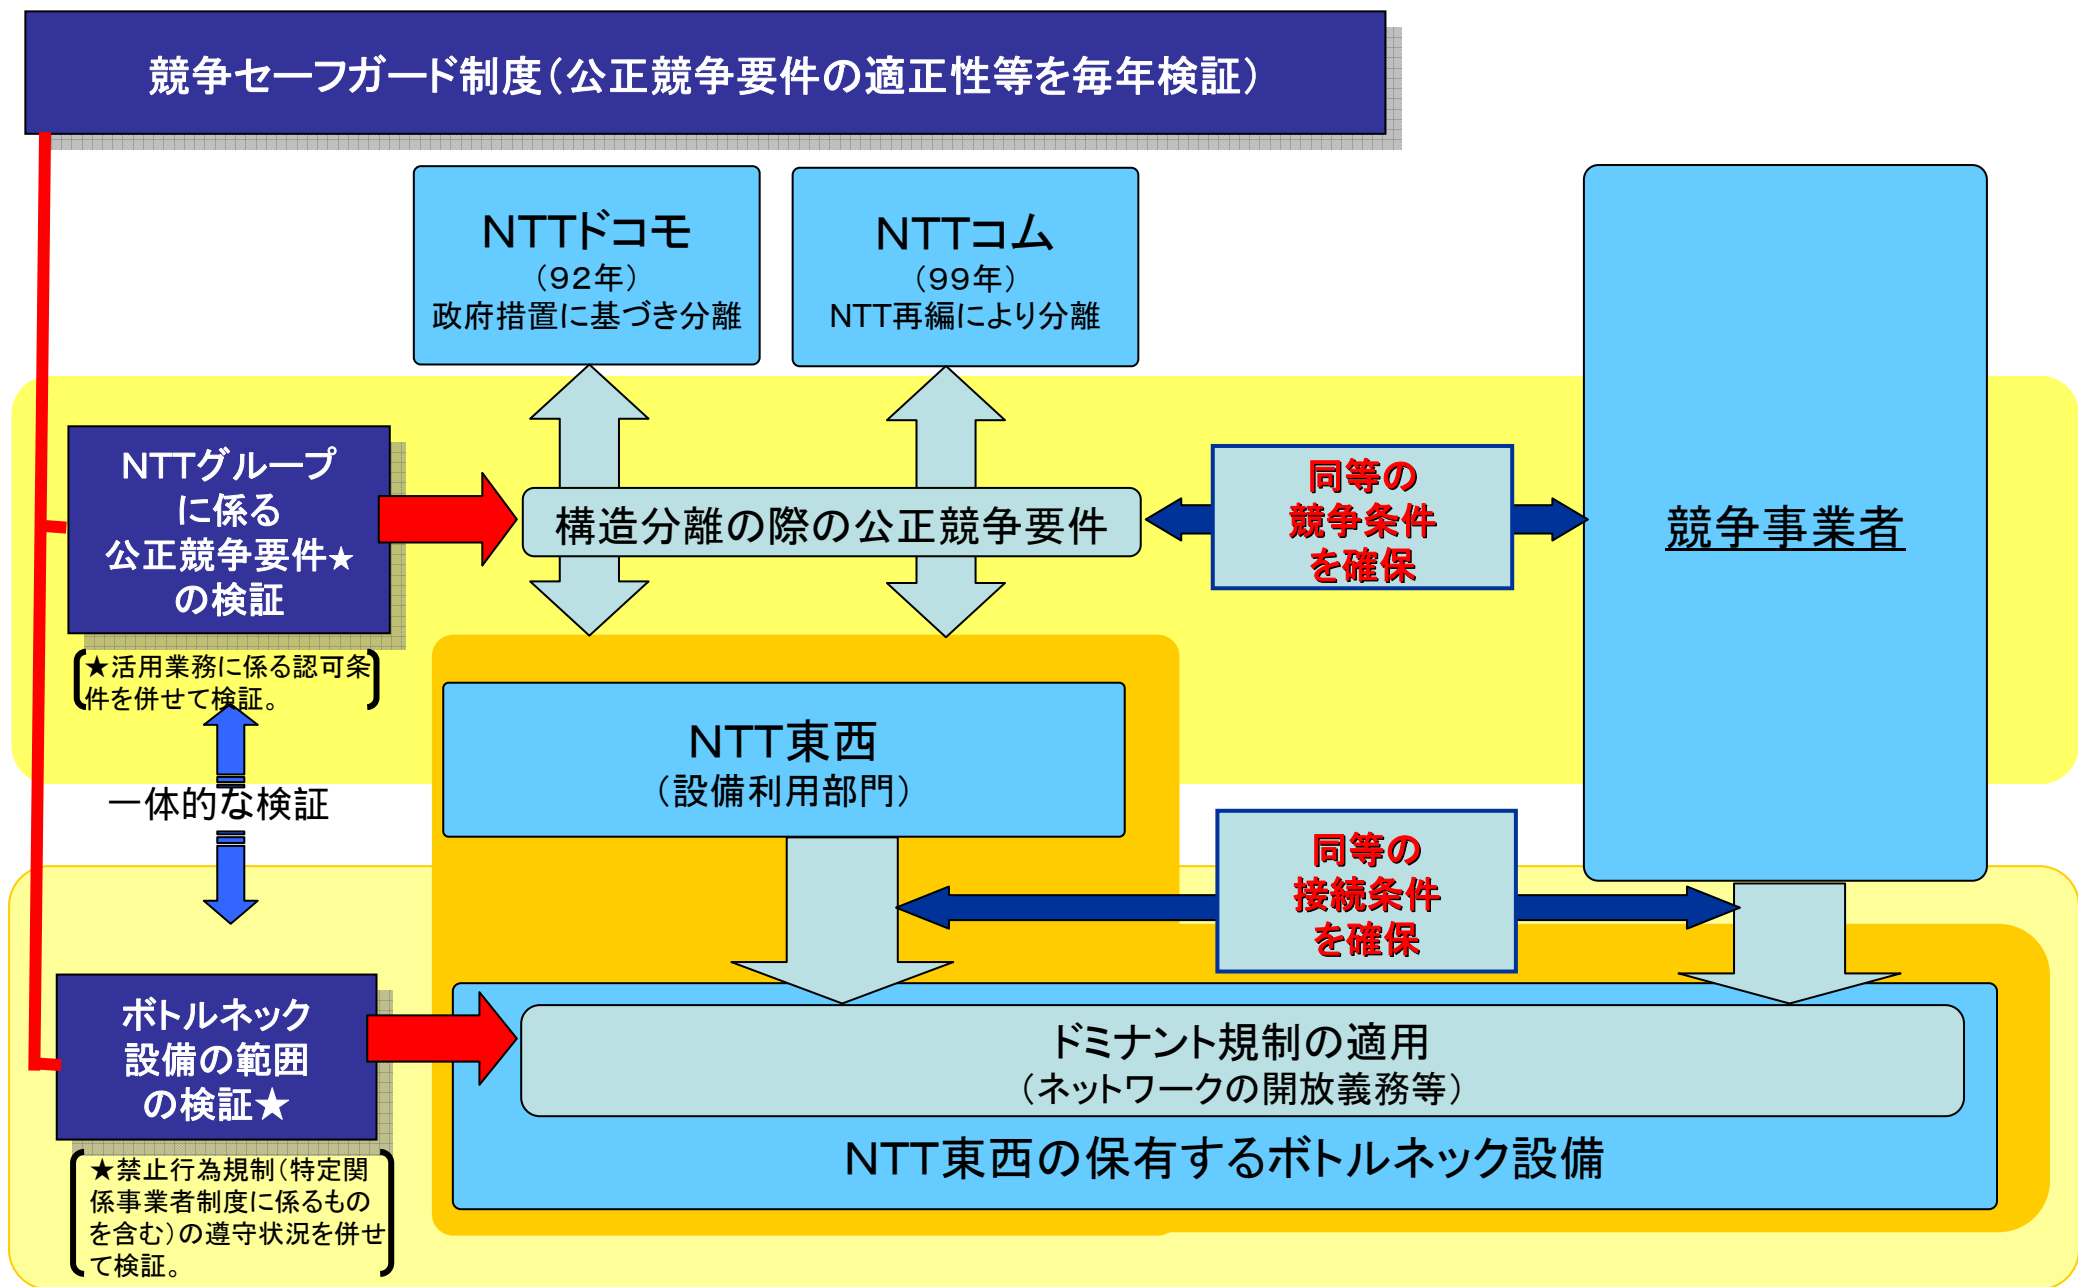 競争セーフガード制度（公正競争要件の適正性等を毎年検証）
NTTドコモ
（92年）
政府措置に基づき分離
NTTコム
（99年）
NTT再編により分離
NTTグループ
に係る
公正競争要件★
の検証
★活用業務に係る認可条
件を併せて検証。
構造分離の際の公正競争要件
同等の
競争条件
を確保
競争事業者
NTT東西
（設備利用部門）
一体的な検証
同等の
接続条件
を確保
ボトルネック
設備の範囲
の検証★
★禁止行為規制（特定関
係事業者制度に係るもの
を含む）の遵守状況を併せ
て検証。
ドミナント規制の適用
（ネットワークの開放義務等）
NTT東西の保有するボトルネック設備